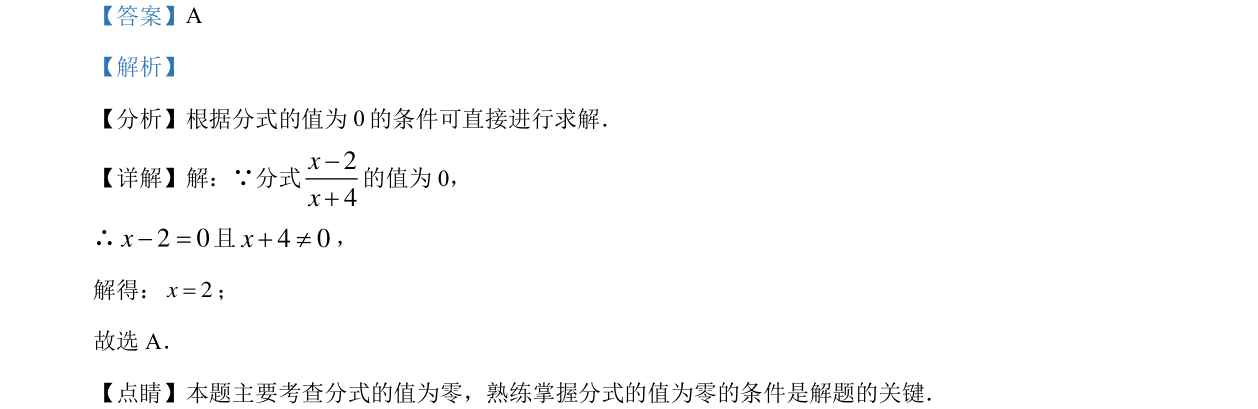 【答案】A
【解析】
【分析】根据分式的值为 0 的条件可直接进行求解．
【详解】解：∵分式$\frac{x-2}{x+4}$的值为 0，
∴ x－2＝0且x＋4≠0，
解得：x＝2；
故选 A．
【点睛】本题主要考查分式的值为零，熟练掌握分式的值为零的条件是解题的关键．